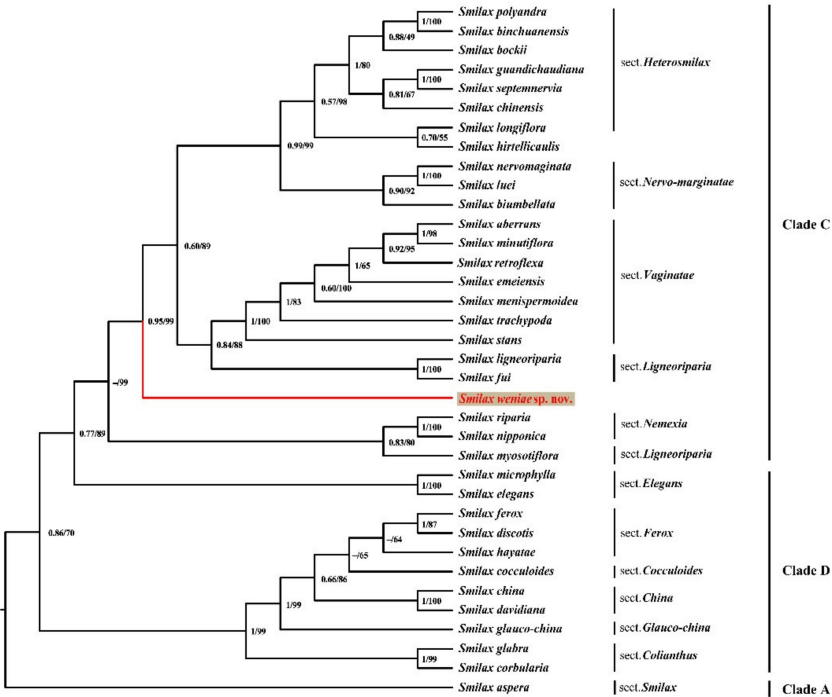 Smilax polyandra
1/100
Smilax binchuanensis
0.88/49
Smilax bockii
1/80
sect. Heterosmilax
Smilax guandichaudiana
1/100
Smilax septemnervia
0.81/67
0.57/98
Smilax chinensis
Smilax longiflora
0.70/55
Smilax hirtellicaulis
0.99/99
Smilax nervomaginata
1/100
Smilax luci
sect. Nervo-marginatae
0.90/92
Smilax biumbellata
Clade C
Smilax aberrans
1/98
Smilax minutiflora
0.92/95
0.60/89
Smilax retroflexa
1/65
Smilax emeiensis
sect. Vaginatae
0.60/100
Smilax menispermoidea
1/83
Smilax trachypoda
1/100
0.95/99
Smilax stans
0.84/88
Smilax ligneoriparia
1/100
sect. Ligneoriparia
Smilax fui
–/99
Smilax weniae sp. nov.
Smilax riparia
1/100
sect. Nemexia
Smilax nipponica
0.77/89
0.83/80
Smilax myosotiflora
sect. Ligneoriparia
Smilax microphylla
1/100
sect. Elegans
Smilax elegans
Smilax ferox
1/87
0.86/70
Smilax discotis
–/64
sect. Ferox
Smilax hayatae
–/65
Smilax cocculoides
sect. Cocculoides
Clade D
0.66/86
Smilax china
1/100
sect. China
Smilax davidiana
1/99
Smilax glauco-china
sect. Glauco-china
1/99
Smilax glabra
1/99
sect. Colianthus
Smilax corbularia
Smilax aspera
sect. Smilax
Clade A